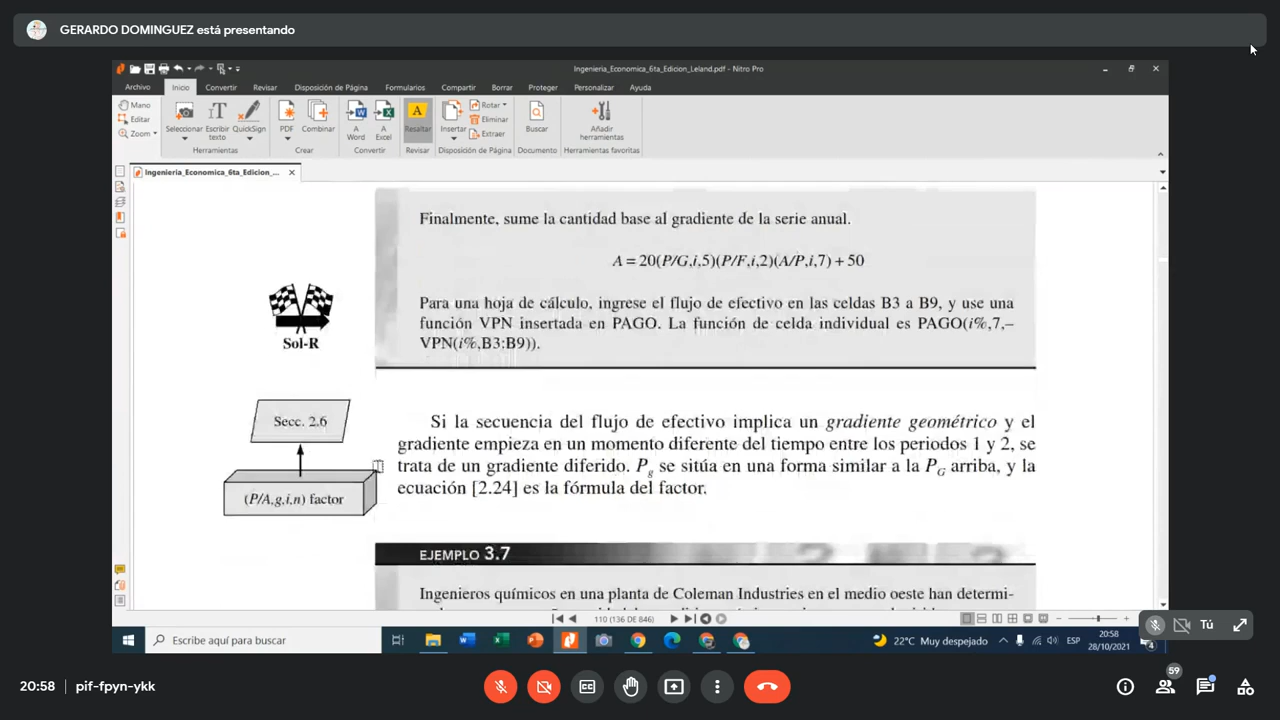 GERARDO DOMINGUEZ está presentando
Ingenieria_Economica_6ta_Edicion_Leland.pdf - Nitro Pro
Archivo Inicio Convertir Revisar Disposición de Página Formularios Compartir Borrar Proteger Personalizar Ayuda
Mano
Editar
Zoom
Seleccionar
Escribir texto
QuickSign
Herramientas
PDF
Combinar
Crear
A Word
A Excel
Convertir
Resaltar
Revisar
Insertar
Rotar
Eliminar
Extraer
Disposición de Página
Buscar
Documento
Añadir herramientas
Herramientas favoritas
Ingenieria_Economica_6ta_Edicion_...
Finalmente, sume la cantidad base al gradiente de la serie anual.
A = 20(P/G,i,5)(P/F,i,2)(A/P,i,7) + 50
Para una hoja de cálculo, ingrese el flujo de efectivo en las celdas B3 a B9, y use una
función VPN insertada en PAGO. La función de celda individual es PAGO(i%,7,–
VPN(i%,B3:B9)).
Sol-R
Secc. 2.6
(P/A,g,i,n) factor
Si la secuencia del flujo de efectivo implica un gradiente geométrico y el
gradiente empieza en un momento diferente del tiempo entre los periodos 1 y 2, se
trata de un gradiente diferido. Pg se sitúa en una forma similar a la PG arriba, y la
ecuación [2.24] es la fórmula del factor.
EJEMPLO 3.7
Ingenieros químicos en una planta de Coleman Industries en el medio oeste han determi-
110 (136 DE 846)
Tú
Escribe aquí para buscar
22°C Muy despejado
ESP
20:58
28/10/2021
4
20:58 | pif-fpyn-ykk
59